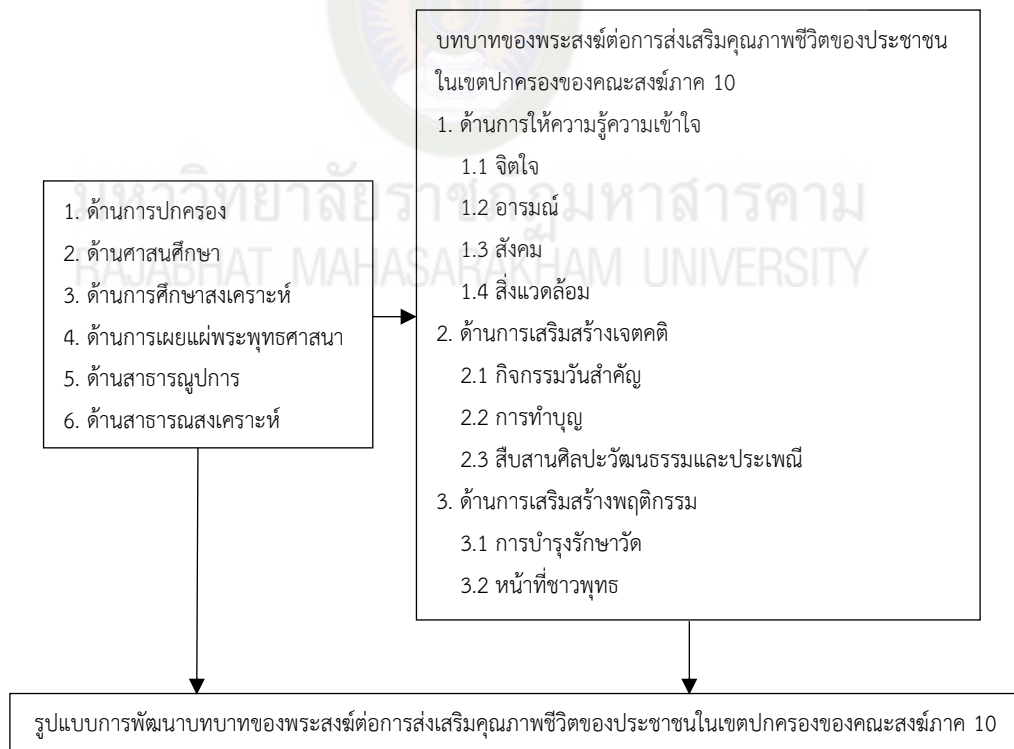 บทบาทของพระสงฆ์ต่อการส่งเสริมคุณภาพชีวิตของประชาชน
ในเขตปกครองของคณะสงฆ์ภาค 10
1. ด้านการให้ความรู้ความเข้าใจ
1.1 จิตใจ
1.2 อารมณ์
1.3 สังคม
1.4 สิ่งแวดล้อม
2. ด้านการเสริมสร้างเจตคติ
2.1 กิจกรรมวันสำคัญ
2.2 การทำบุญ
2.3 สืบสานศิลปะวัฒนธรรมและประเพณี
3. ด้านการเสริมสร้างพฤติกรรม
3.1 การบำรุงรักษาวัด
3.2 หน้าที่ชาวพุทธ
1. ด้านการปกครอง
2. ด้านศาสนศึกษา
3. ด้านการศึกษาสงเคราะห์
4. ด้านการเผยแผ่พระพุทธศาสนา
5. ด้านสาธารณูปการ
6. ด้านสาธารณสงเคราะห์
มหาวิทยาลัยราชภัฏมหาสารคาม
RAJABHAT MAHASARAKHAM UNIVERSITY
รูปแบบการพัฒนาบทบาทของพระสงฆ์ต่อการส่งเสริมคุณภาพชีวิตของประชาชนในเขตปกครองของคณะสงฆ์ภาค 10